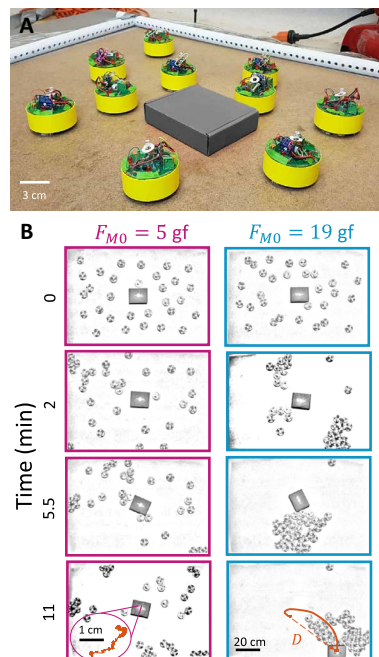 A
3 cm
B
F_M0 = 5 gf
F_M0 = 19 gf
Time (min)
0
2
5.5
11
1 cm
20 cm
D